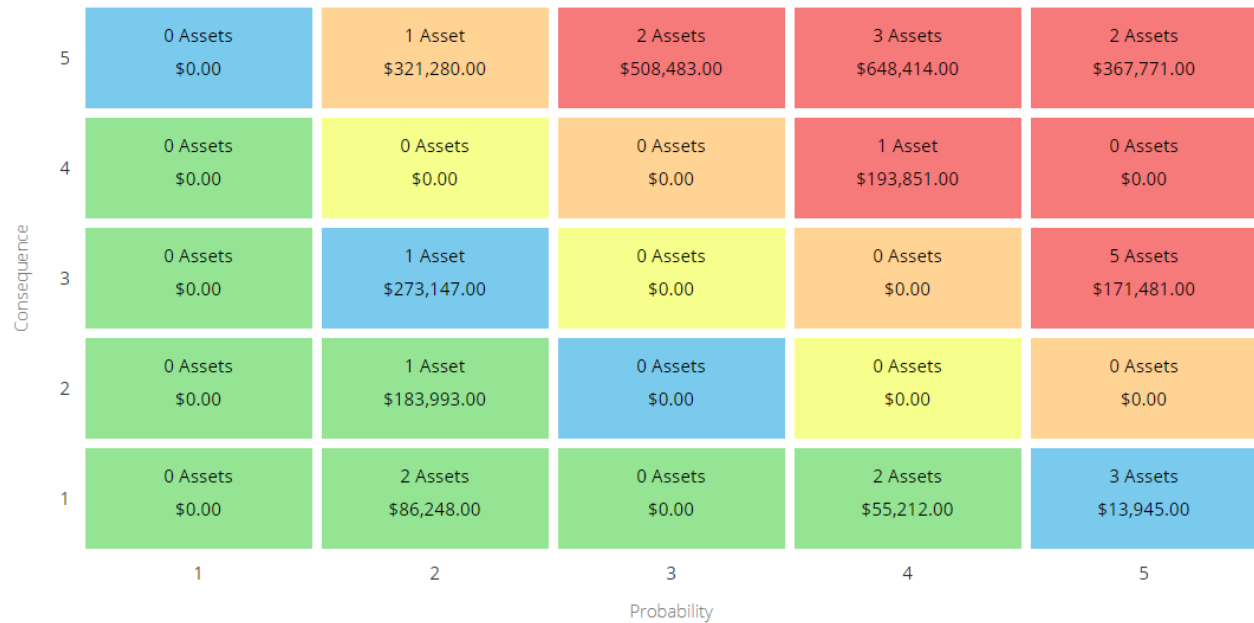 5
0 Assets
$0.00
1 Asset
$321,280.00
2 Assets
$508,483.00
3 Assets
$648,414.00
2 Assets
$367,771.00
4
0 Assets
$0.00
0 Assets
$0.00
0 Assets
$0.00
1 Asset
$193,851.00
0 Assets
$0.00
Consequence
3
0 Assets
$0.00
1 Asset
$273,147.00
0 Assets
$0.00
0 Assets
$0.00
5 Assets
$171,481.00
2
0 Assets
$0.00
1 Asset
$183,993.00
0 Assets
$0.00
0 Assets
$0.00
0 Assets
$0.00
1
0 Assets
$0.00
2 Assets
$86,248.00
0 Assets
$0.00
2 Assets
$55,212.00
3 Assets
$13,945.00
1
2
3
4
5
Probability